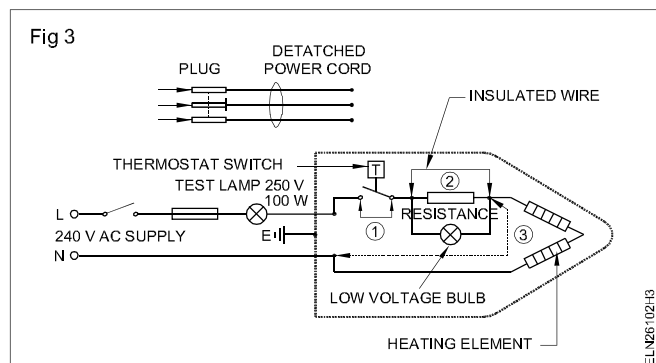 Fig 3
DETATCHED
PLUG POWER CORD
INSULATED WIRE
THERMOSTAT SWITCH
T
TEST LAMP 250 V
100 W
2
L
RESISTANCE
1
3
240 V AC SUPPLY
E
N
LOW VOLTAGE BULB
HEATING ELEMENT
ELN26102H3